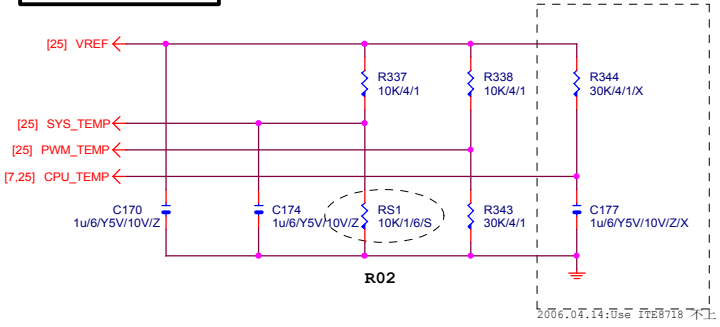 [25] VREF
R337
10K/4/1
R338
10K/4/1
R344
30K/4/1/X
[25] SYS_TEMP
[25] PWM_TEMP
[7,25] CPU_TEMP
C170
1u/6/Y5V/10V/Z
C174
1u/6/Y5V/10V/Z
RS1
10K/1/6/S
R343
30K/4/1
C177
1u/6/Y5V/10V/Z/X
R02
2006.04.14:Use ITE8718 不上